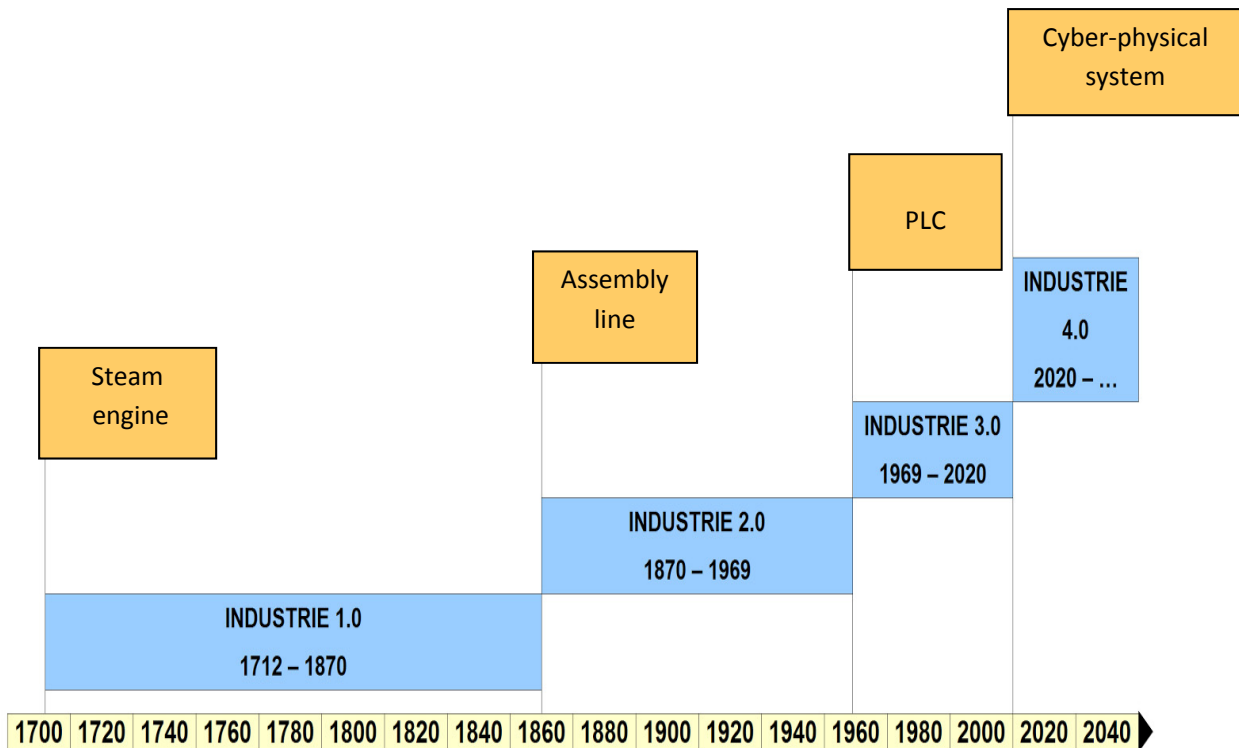 Cyber-physical
system
PLC
Assembly
line
Steam
engine
INDUSTRIE
4.0
2020 – ...
INDUSTRIE 3.0
1969 – 2020
INDUSTRIE 2.0
1870 – 1969
INDUSTRIE 1.0
1712 – 1870
1700 1720 1740 1760 1780 1800 1820 1840 1860 1880 1900 1920 1940 1960 1980 2000 2020 2040